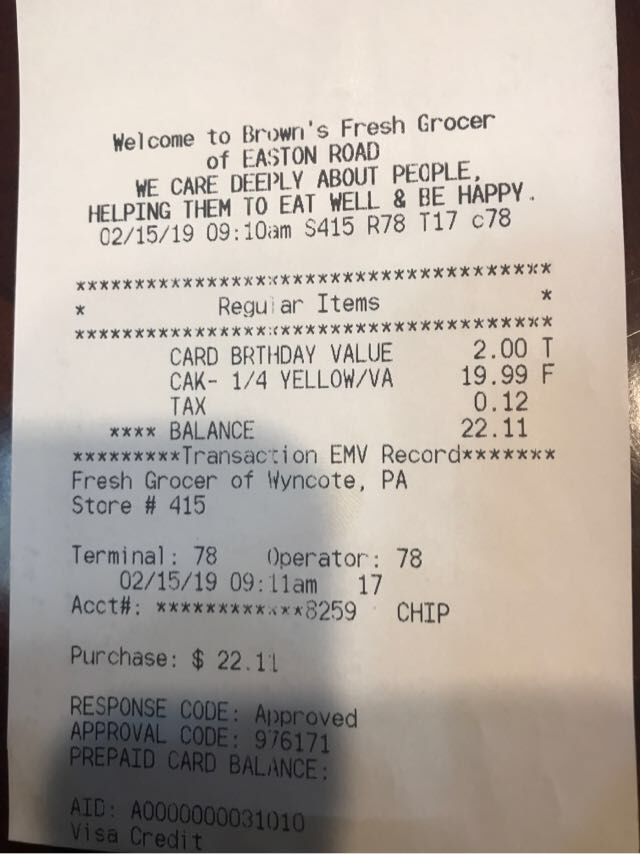 Welcome to Brown's Fresh Grocer
of EASTON ROAD
WE CARE DEEPLY ABOUT PEOPLE,
HELPING THEM TO EAT WELL & BE HAPPY.
02/15/19 09:10am S415 R78 T17 c78
****************************************
* Regular Items *
****************************************
CARD BRTHDAY VALUE 2.00 T
CAK- 1/4 YELLOW/VA 19.99 F
TAX 0.12
**** BALANCE 22.11
*********Transaction EMV Record*******
Fresh Grocer of Wyncote, PA
Store # 415
Terminal: 78 Operator: 78
02/15/19 09:11am 17
Acct#: ************8259 CHIP
Purchase: $ 22.11
RESPONSE CODE: Approved
APPROVAL CODE: 976171
PREPAID CARD BALANCE:
AID: A0000000031010
Visa Credit